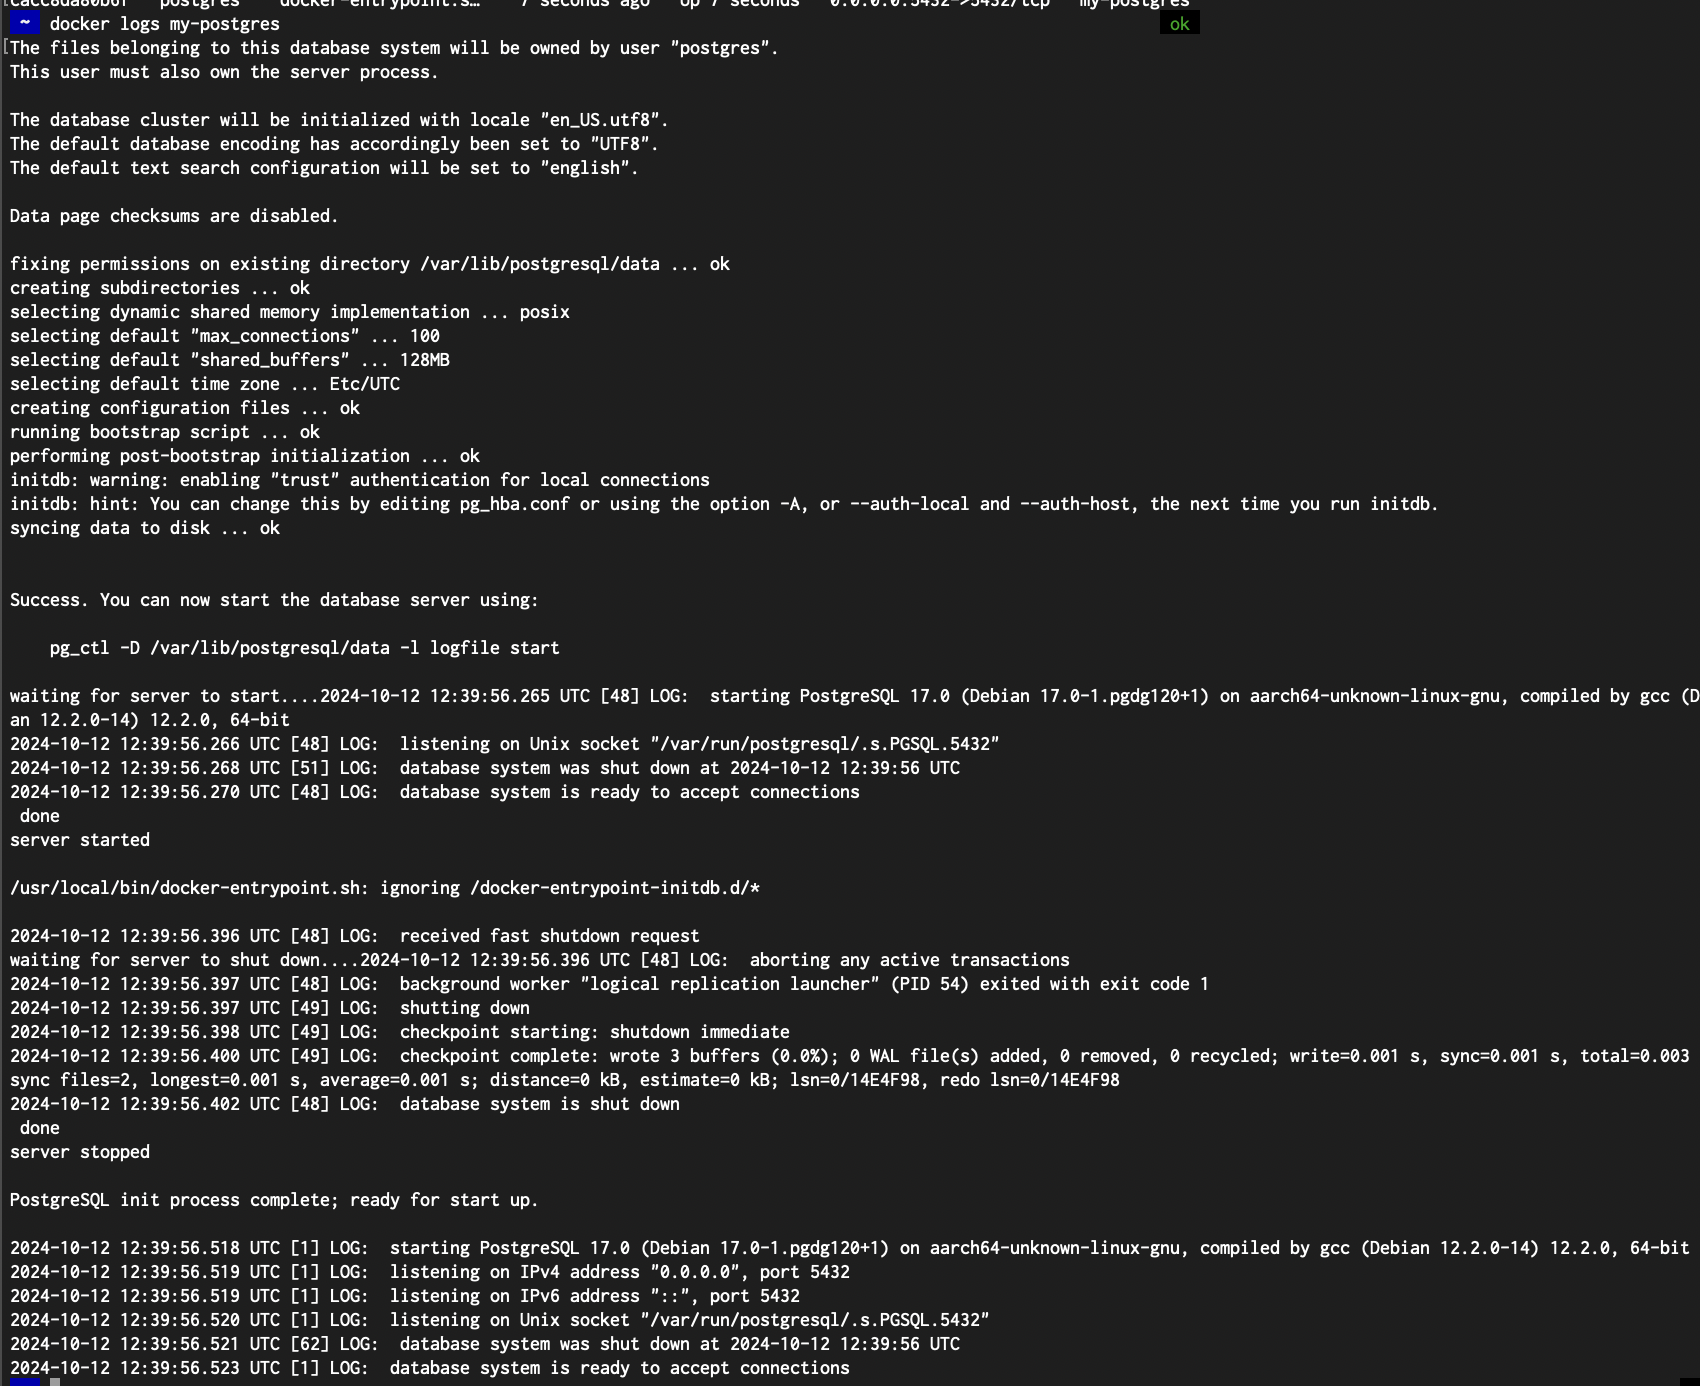 postgres docker-entrypoint.s… 7 seconds ago Up 7 seconds 0.0.0.0:5432->5432/tcp my-postgres
~ docker logs my-postgres ok
[The files belonging to this database system will be owned by user "postgres".
This user must also own the server process.
The database cluster will be initialized with locale "en_US.utf8".
The default database encoding has accordingly been set to "UTF8".
The default text search configuration will be set to "english".
Data page checksums are disabled.
fixing permissions on existing directory /var/lib/postgresql/data ... ok
creating subdirectories ... ok
selecting dynamic shared memory implementation ... posix
selecting default "max_connections" ... 100
selecting default "shared_buffers" ... 128MB
selecting default time zone ... Etc/UTC
creating configuration files ... ok
running bootstrap script ... ok
performing post-bootstrap initialization ... ok
initdb: warning: enabling "trust" authentication for local connections
initdb: hint: You can change this by editing pg_hba.conf or using the option -A, or --auth-local and --auth-host, the next time you run initdb.
syncing data to disk ... ok
Success. You can now start the database server using:
    pg_ctl -D /var/lib/postgresql/data -l logfile start
waiting for server to start....2024-10-12 12:39:56.265 UTC [48] LOG:  starting PostgreSQL 17.0 (Debian 17.0-1.pgdg120+1) on aarch64-unknown-linux-gnu, compiled by gcc (D
an 12.2.0-14) 12.2.0, 64-bit
2024-10-12 12:39:56.266 UTC [48] LOG:  listening on Unix socket "/var/run/postgresql/.s.PGSQL.5432"
2024-10-12 12:39:56.268 UTC [51] LOG:  database system was shut down at 2024-10-12 12:39:56 UTC
2024-10-12 12:39:56.270 UTC [48] LOG:  database system is ready to accept connections
 done
server started
/usr/local/bin/docker-entrypoint.sh: ignoring /docker-entrypoint-initdb.d/*
2024-10-12 12:39:56.396 UTC [48] LOG:  received fast shutdown request
waiting for server to shut down....2024-10-12 12:39:56.396 UTC [48] LOG:  aborting any active transactions
2024-10-12 12:39:56.397 UTC [48] LOG:  background worker "logical replication launcher" (PID 54) exited with exit code 1
2024-10-12 12:39:56.397 UTC [49] LOG:  shutting down
2024-10-12 12:39:56.398 UTC [49] LOG:  checkpoint starting: shutdown immediate
2024-10-12 12:39:56.400 UTC [49] LOG:  checkpoint complete: wrote 3 buffers (0.0%); 0 WAL file(s) added, 0 removed, 0 recycled; write=0.001 s, sync=0.001 s, total=0.003
sync files=2, longest=0.001 s, average=0.001 s; distance=0 kB, estimate=0 kB; lsn=0/14E4F98, redo lsn=0/14E4F98
2024-10-12 12:39:56.402 UTC [48] LOG:  database system is shut down
 done
server stopped
PostgreSQL init process complete; ready for start up.
2024-10-12 12:39:56.518 UTC [1] LOG:  starting PostgreSQL 17.0 (Debian 17.0-1.pgdg120+1) on aarch64-unknown-linux-gnu, compiled by gcc (Debian 12.2.0-14) 12.2.0, 64-bit
2024-10-12 12:39:56.519 UTC [1] LOG:  listening on IPv4 address "0.0.0.0", port 5432
2024-10-12 12:39:56.519 UTC [1] LOG:  listening on IPv6 address "::", port 5432
2024-10-12 12:39:56.520 UTC [1] LOG:  listening on Unix socket "/var/run/postgresql/.s.PGSQL.5432"
2024-10-12 12:39:56.521 UTC [62] LOG:  database system was shut down at 2024-10-12 12:39:56 UTC
2024-10-12 12:39:56.523 UTC [1] LOG:  database system is ready to accept connections